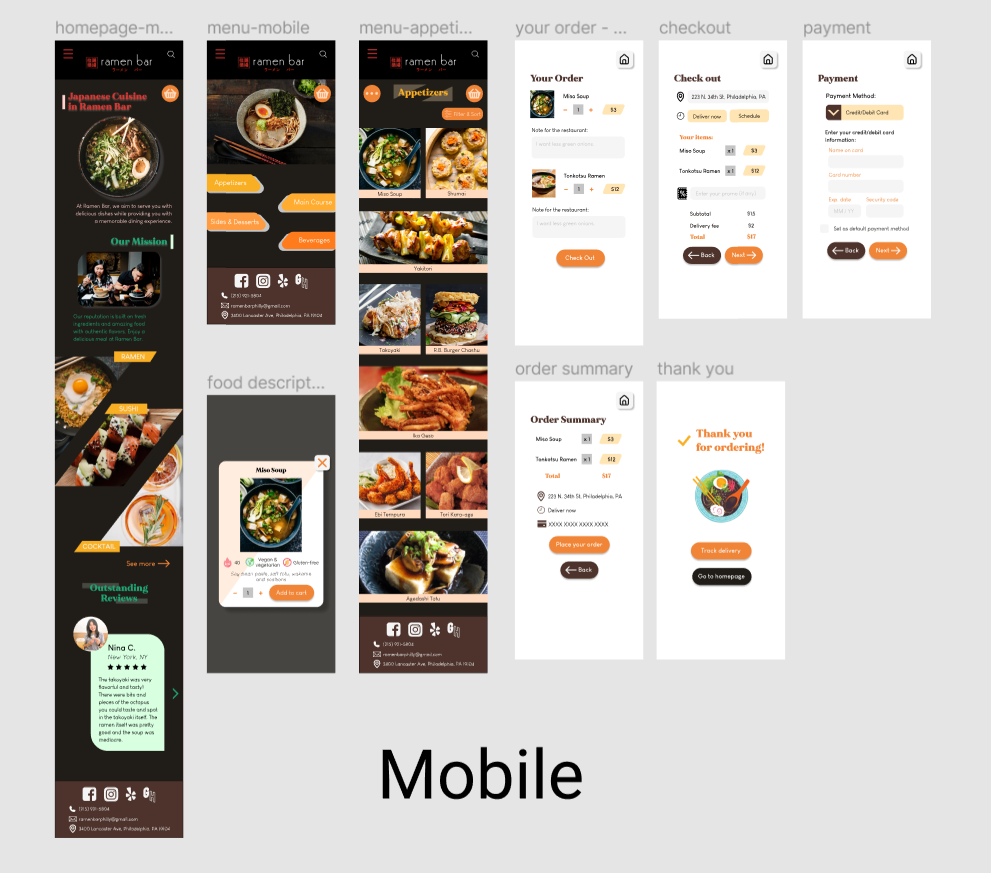 homepage-m...
ramen bar
Japanese Cuisine
in Ramen Bar
At Ramen Bar, we aim to serve you with
delicious dishes while providing you with
a memorable dining experience.
Our Mission
Our reputation is built on fresh
ingredients and amazing food
with authentic flavors. Enjoy a
delicious meal at Ramen Bar.
RAMEN
SUSHI
COCKTAIL
See more
Outstanding
Reviews
Nina C.
New York, NY
The takoyaki was very
flavorful and tasty!
There were bits and
pieces of the octopus
you could taste and spot
in the takoyaki itself. The
ramen itself was pretty
good and the soup was
mediocre.
(215) 921-5804
ramenbarphilly@gmail.com
3400 Lancaster Ave, Philadelphia, PA 19104
menu-mobile
ramen bar
Appetizers
Main Course
Sides & Desserts
Beverages
(215) 921-5804
ramenbarphilly@gmail.com
3400 Lancaster Ave, Philadelphia, PA 19104
food descript...
Miso Soup
40
Vegan &
vegetarian
Gluten-free
Soy bean paste, soft tofu, wakame
and scallions
1
Add to cart
menu-appeti...
ramen bar
Appetizers
Filter & Sort
Miso Soup
Shumai
Yakitori
Takoyaki
R.B. Burger Chashu
Ika Geso
Ebi Tempura
Tori Kara-age
Agedashi Tofu
(215) 921-5804
ramenbarphilly@gmail.com
3400 Lancaster Ave, Philadelphia, PA 19104
your order - ...
Your Order
Miso Soup
- 1 + $3
Note for the restaurant:
I want less green onions.
Tonkotsu Ramen
- 1 + $12
Note for the restaurant:
I want less green onions.
Check Out
checkout
Check out
223 N. 34th St. Philadelphia, PA
Deliver now
Schedule
Your items:
Miso Soup x 1 $3
Tonkatsu Ramen x 1 $12
Enter your promo (if any)...
Subtotal $15
Delivery fee $2
Total $17
Back
Next
payment
Payment
Payment Method:
Credit/Debit Card
Enter your credit/debit card
information:
Name on card
Card number
Exp. date
Security code
MM / YY
Set as default payment method
Back
Next
order summary
Order Summary
Miso Soup x 1 $3
Tonkatsu Ramen x 1 $12
Total $17
223 N. 34th St. Philadelphia, PA
Deliver now
XXXX XXXX XXXX XXXX
Place your order
Back
thank you
Thank you
for ordering!
Track delivery
Go to homepage
Mobile